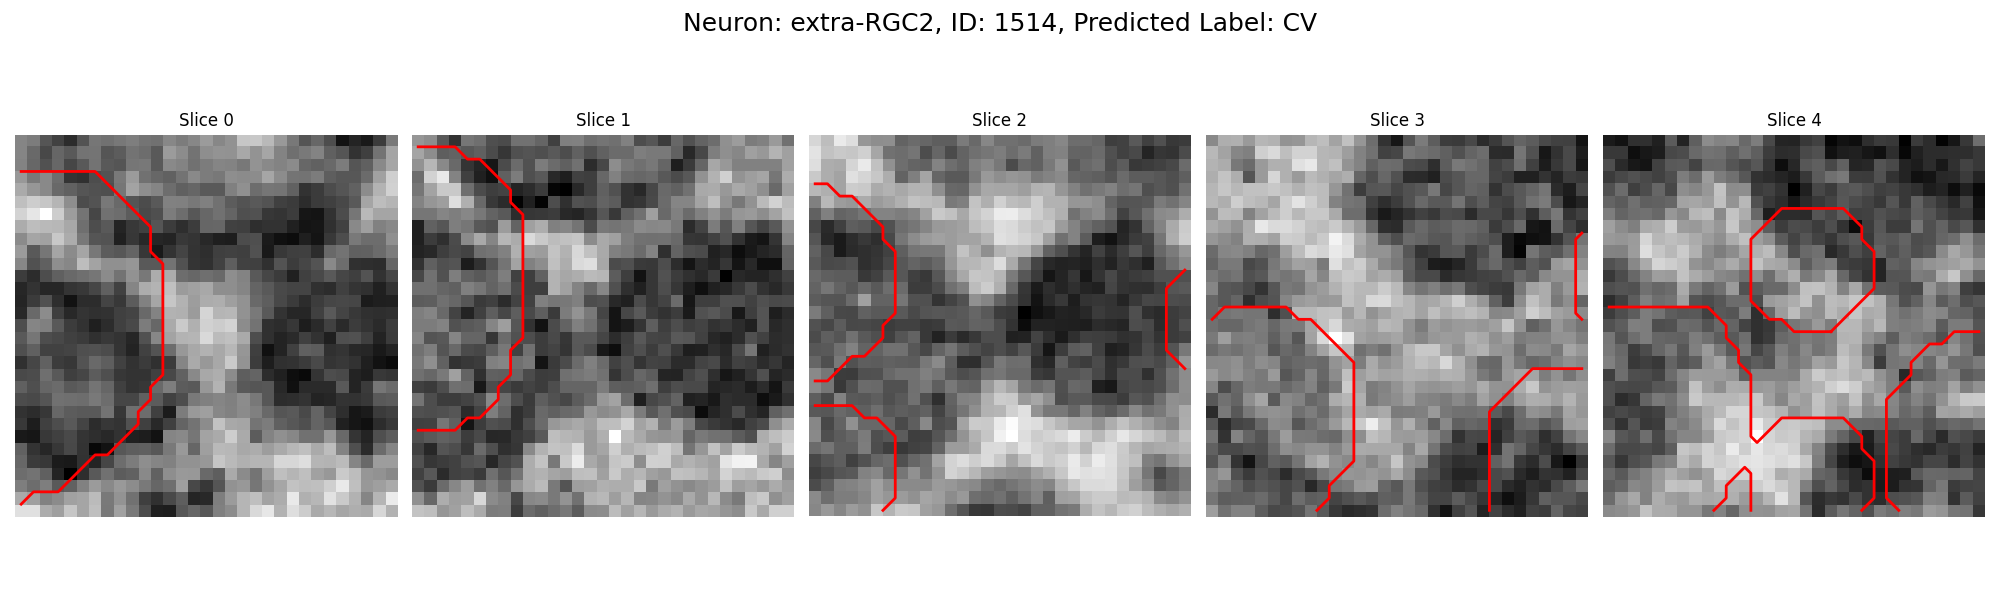 Neuron: extra-RGC2, ID: 1514, Predicted Label: CV
Slice 0
Slice 1
Slice 2
Slice 3
Slice 4